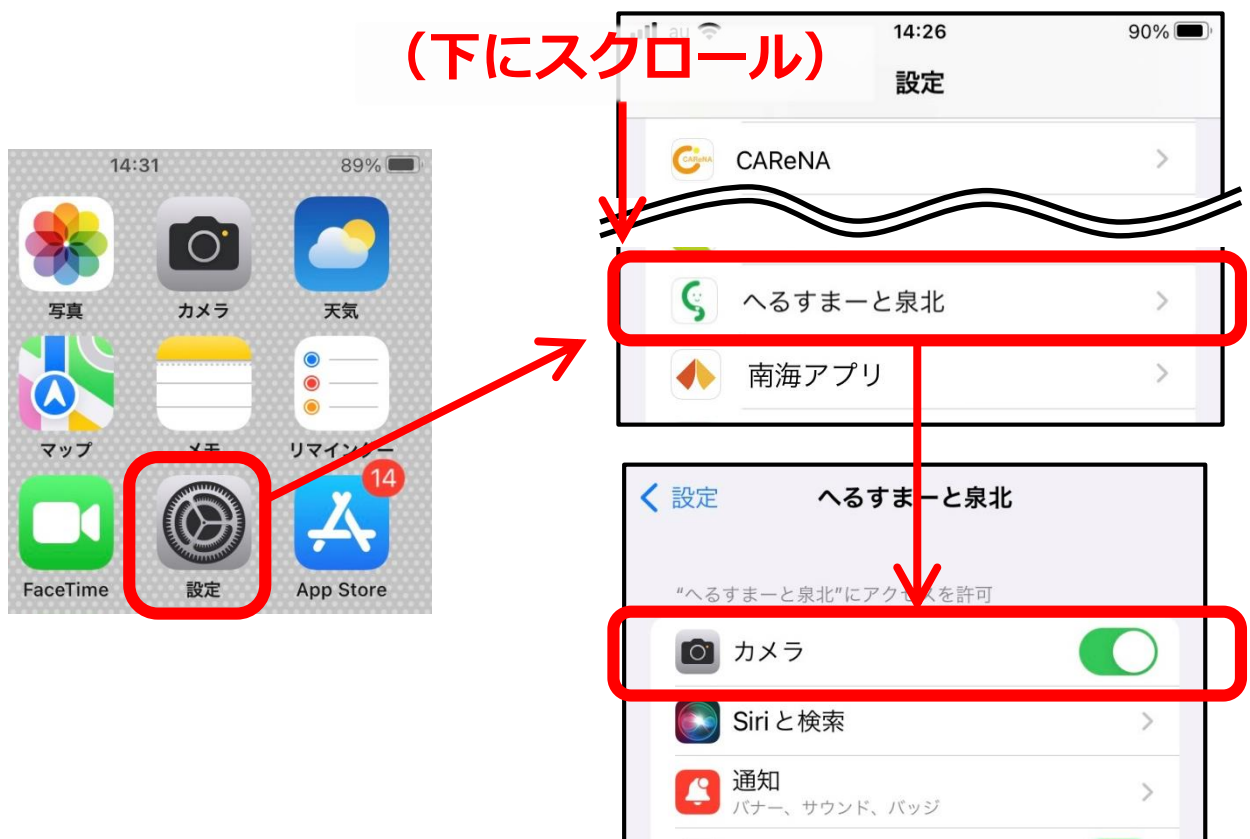 （下にスクロール）
au 14:26 90%
設定
CAReNA
CAReNA
へるすまーと泉北
南海アプリ
14:31 89%
写真 カメラ 天気
マップ メモ リマインダー
14
FaceTime 設定 App Store
設定 へるすまーと泉北
“へるすまーと泉北”にアクセスを許可
カメラ
Siriと検索
通知
バナー、サウンド、バッジ